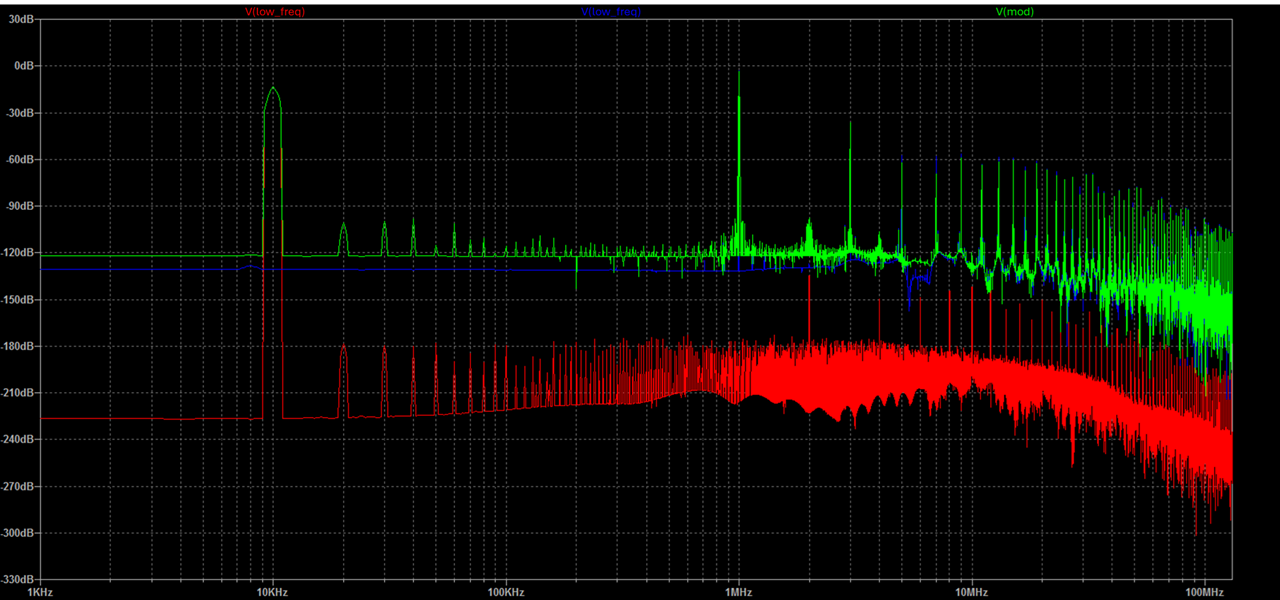 V(low_freq) V(low_freq) V(mod)
30dB
0dB
-30dB
-60dB
-90dB
-120dB
-150dB
-180dB
-210dB
-240dB
-270dB
-300dB
-330dB
1KHz 10KHz 100KHz 1MHz 10MHz 100MHz